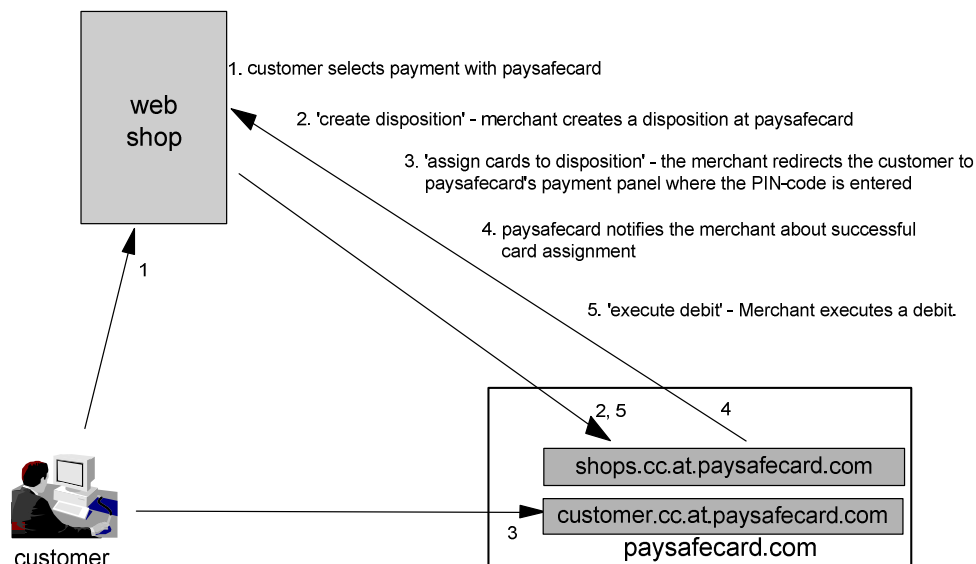 1. customer selects payment with paysafecard
web
shop
2. 'create disposition' - merchant creates a disposition at paysafecard
3. 'assign cards to disposition' - the merchant redirects the customer to
paysafecard's payment panel where the PIN-code is entered
4. paysafecard notifies the merchant about successful
card assignment
1
5. 'execute debit' - Merchant executes a debit.
2, 5
4
shops.cc.at.paysafecard.com
customer.cc.at.paysafecard.com
3
paysafecard.com
customer